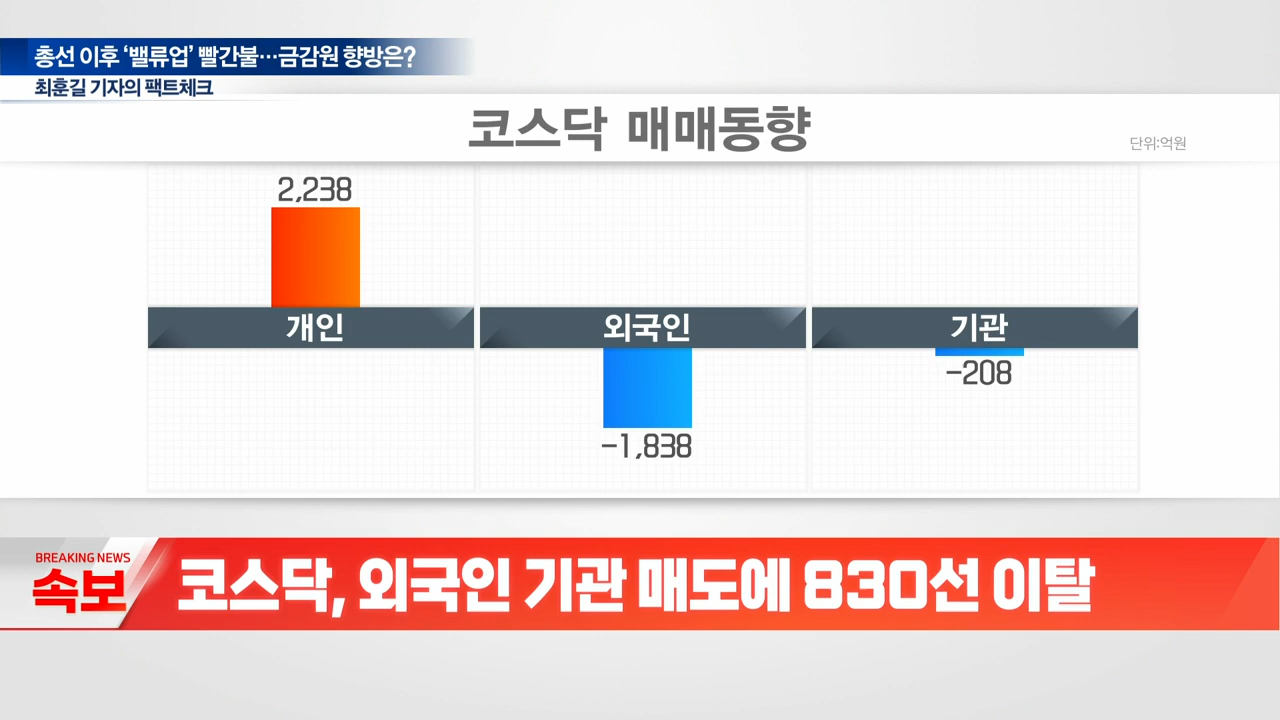 총선 이후 ‘밸류업’ 빨간불…금감원 향방은?
최훈길 기자의 팩트체크
코스닥 매매동향
단위:억원
2,238
개인
외국인
기관
-208
-1,838
BREAKING NEWS
속보
코스닥, 외국인 기관 매도에 830선 이탈